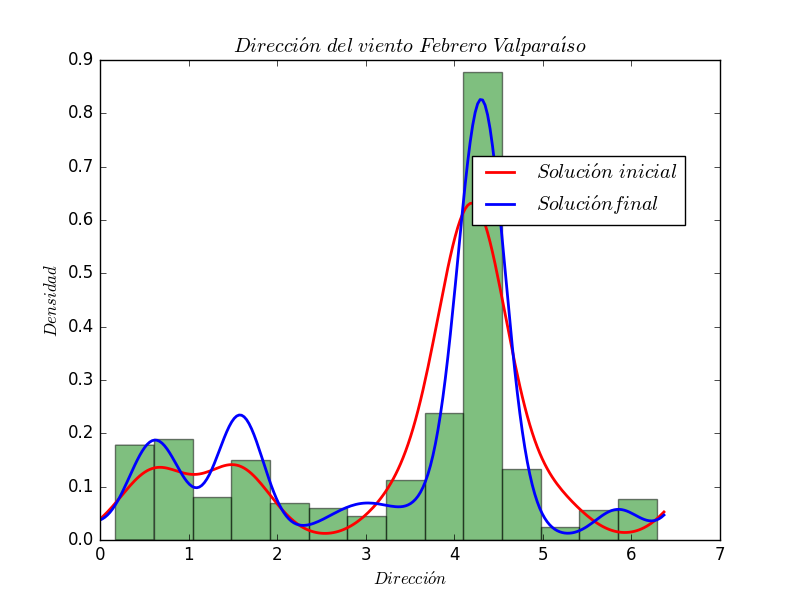 Dirección del viento Febrero Valparaíso
0.9
0.8
0.7
0.6
0.5
0.4
0.3
0.2
0.1
0.0
Densidad
Solución inicial
Soluciónfinal
0 1 2 3 4 5 6 7
Dirección